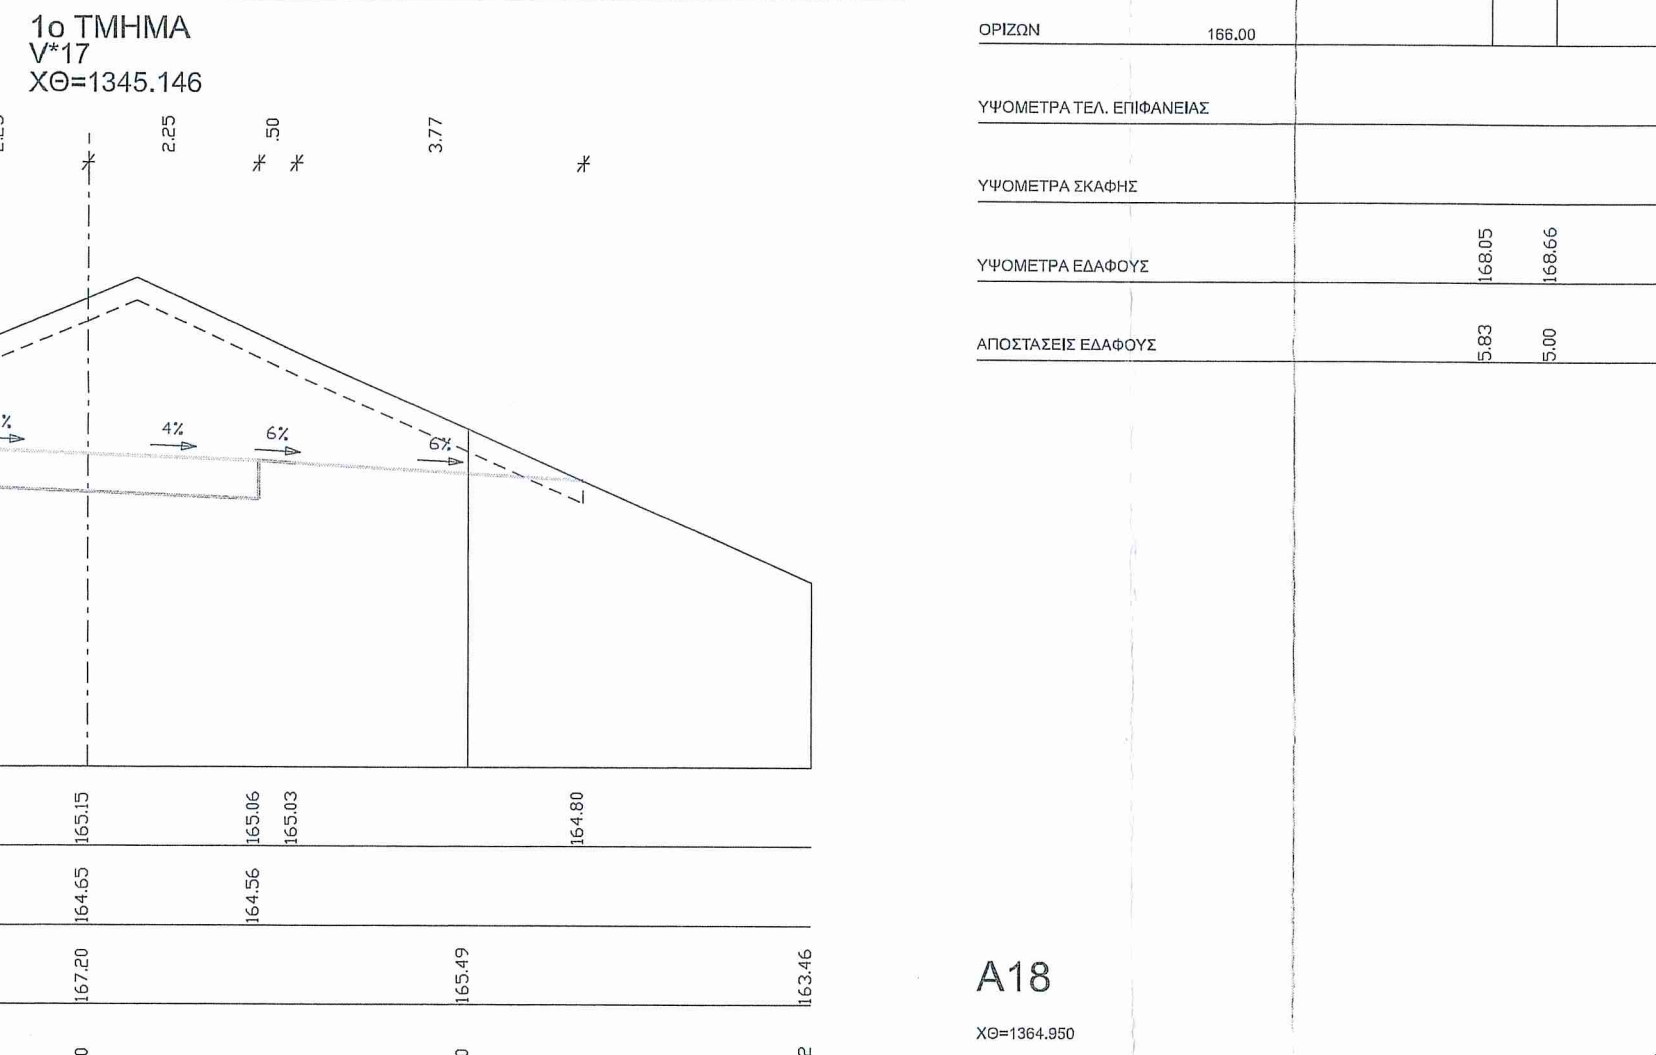 1ο ΤΜΗΜΑ
V*17
ΧΘ=1345.146
2.25 .50 3.77
% 4% 6% 6%
165.15 165.06 165.03 164.80
164.65 164.56
167.20 165.49 163.46
ΟΡΙΖΩΝ 166.00
ΥΨΟΜΕΤΡΑ ΤΕΛ. ΕΠΙΦΑΝΕΙΑΣ
ΥΨΟΜΕΤΡΑ ΣΚΑΦΗΣ
ΥΨΟΜΕΤΡΑ ΕΔΑΦΟΥΣ 168.05 168.66
ΑΠΟΣΤΑΣΕΙΣ ΕΔΑΦΟΥΣ 5.83 5.00
A18
ΧΘ=1364.950